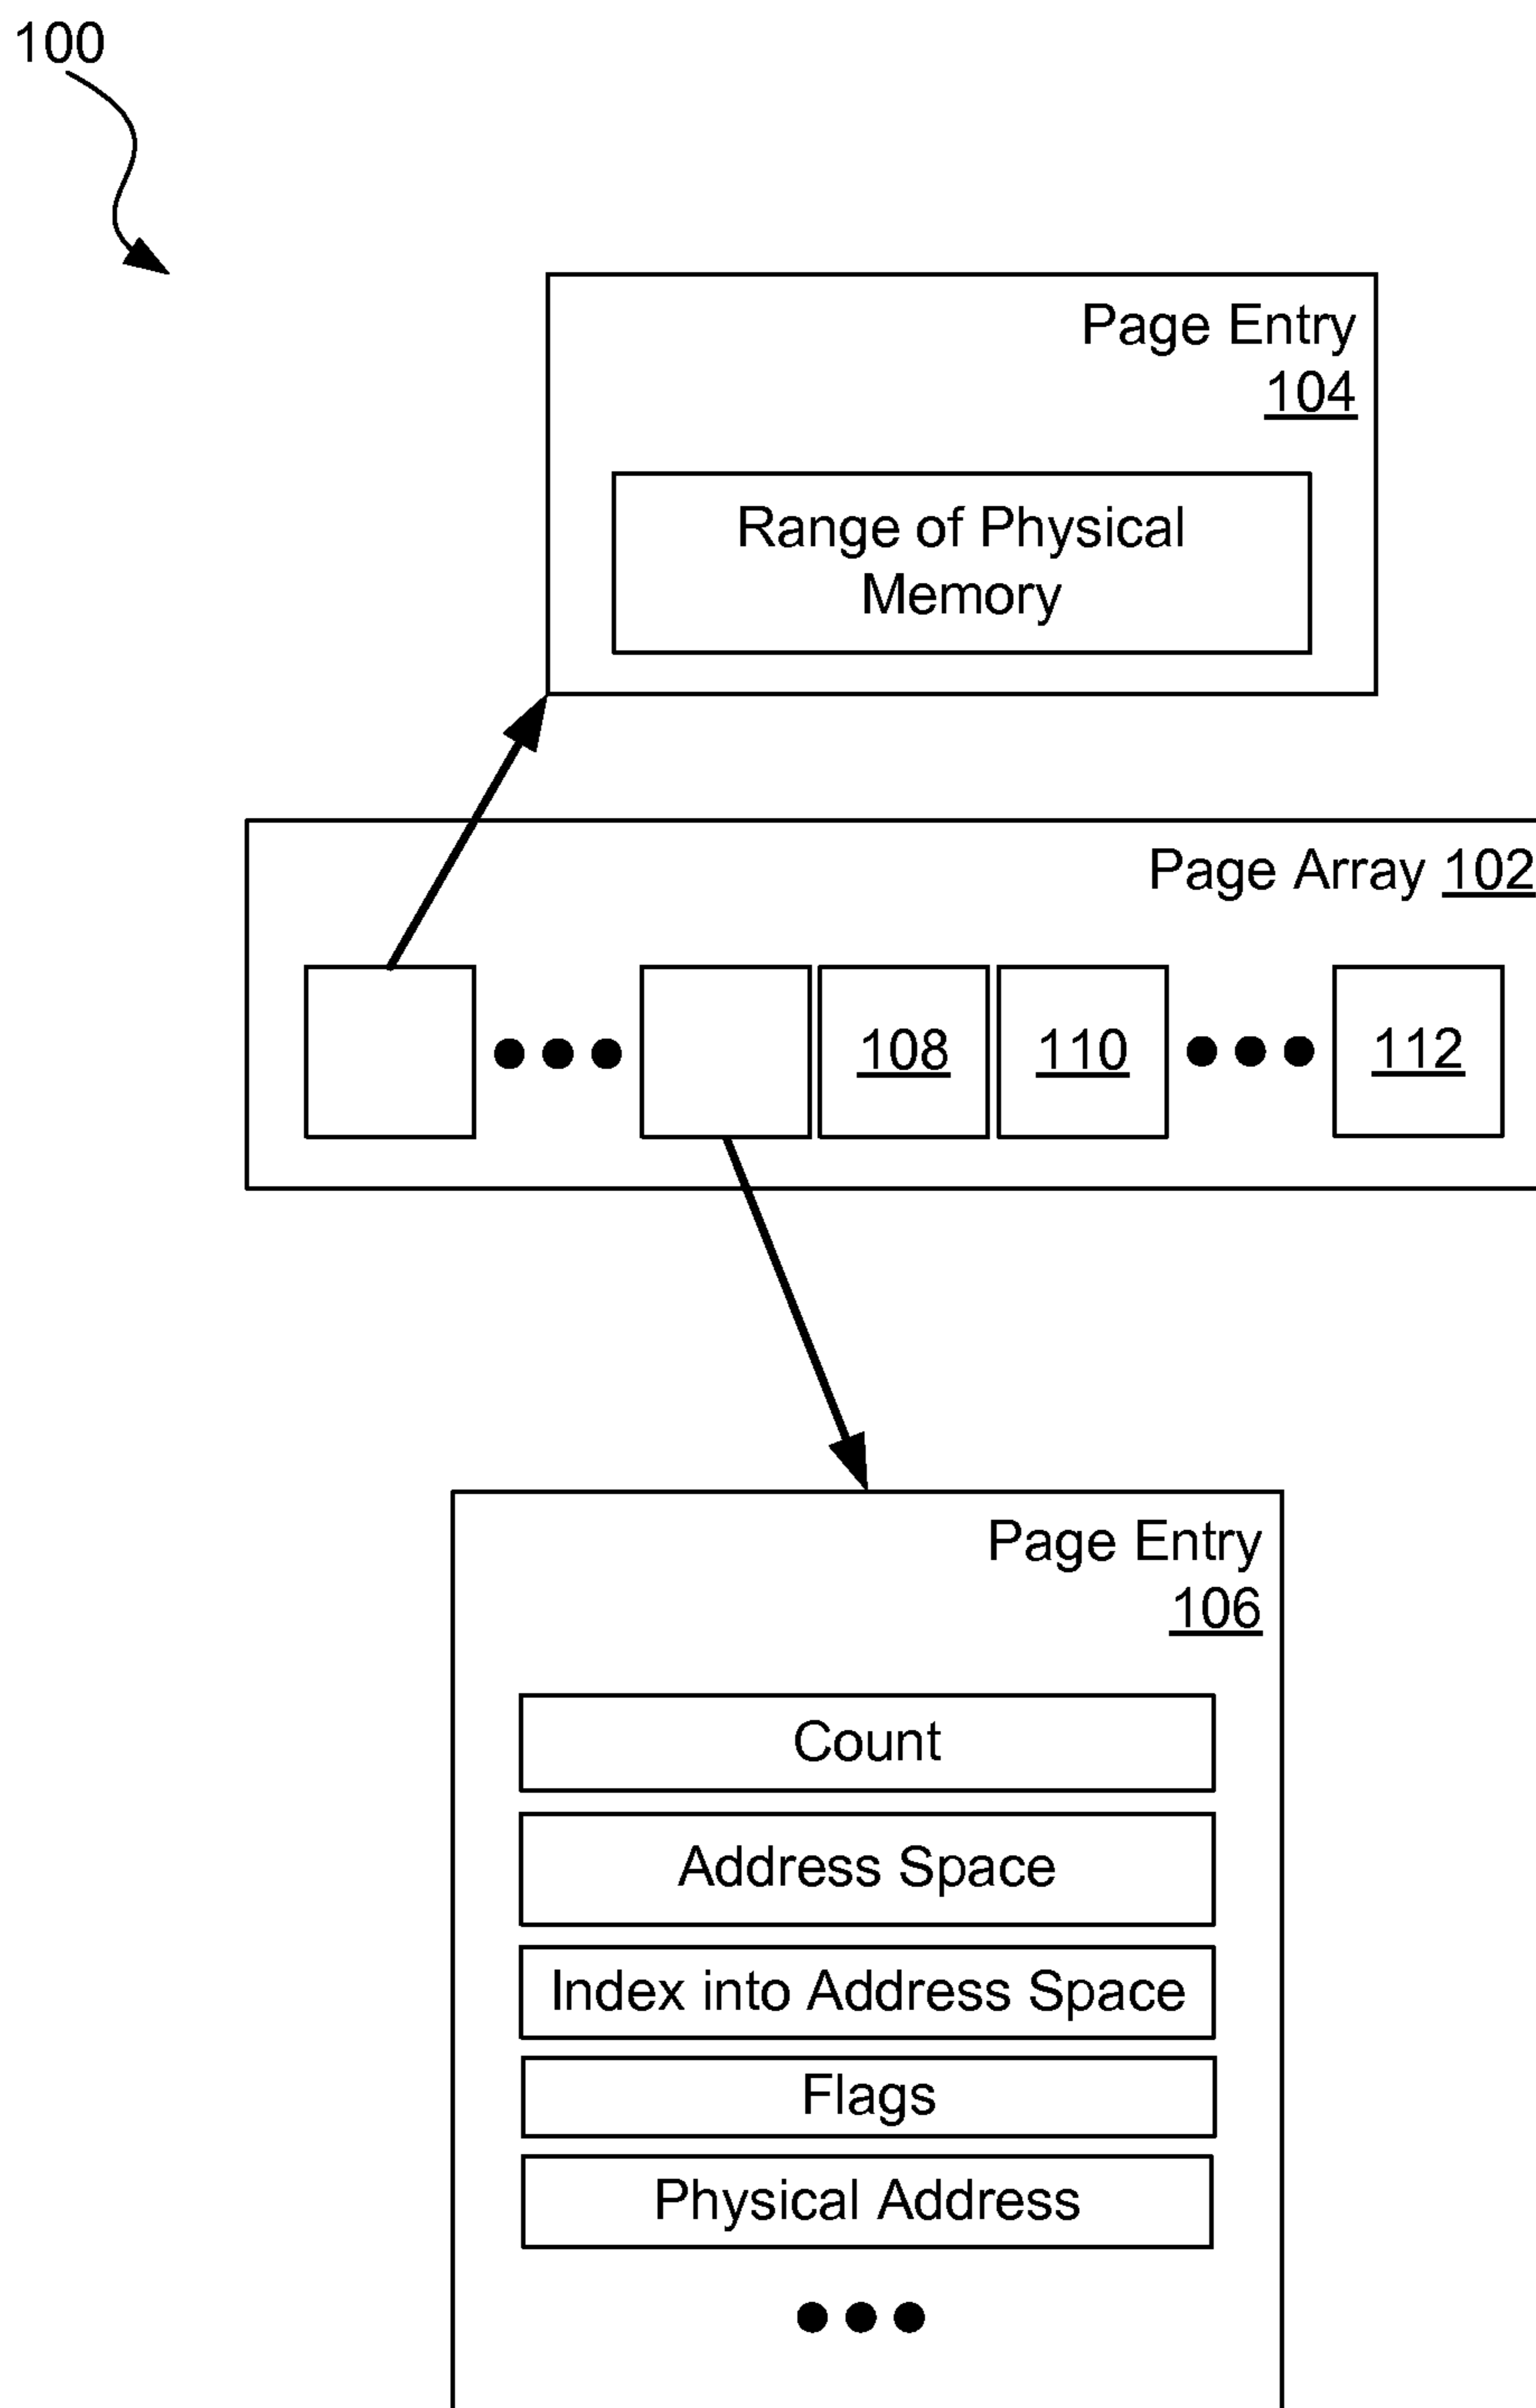 100
Page Entry
104
Range of Physical
Memory
Page Array 102
108
110
112
Page Entry
106
Count
Address Space
Index into Address Space
Flags
Physical Address